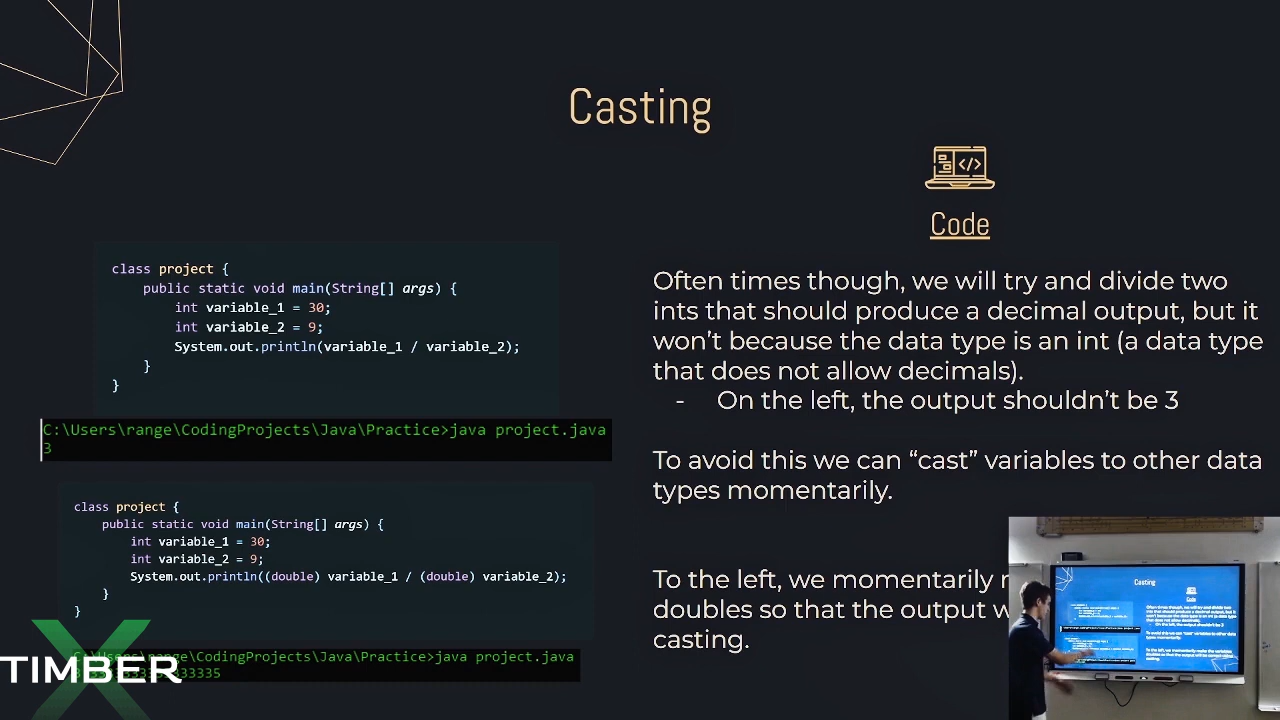 Casting
Code
class project {
public static void main(String[] args) {
int variable_1 = 30;
int variable_2 = 9;
System.out.println(variable_1 / variable_2);
}
}
C:\Users\range\CodingProjects\Java\Practice>java project.java
3
class project {
public static void main(String[] args) {
int variable_1 = 30;
int variable_2 = 9;
System.out.println((double) variable_1 / (double) variable_2);
}
}
C:\Users\range\CodingProjects\Java\Practice>java project.java
Often times though, we will try and divide two
ints that should produce a decimal output, but it
won't because the data type is an int (a data type
that does not allow decimals).
- On the left, the output shouldn't be 3
To avoid this we can “cast” variables to other data
types momentarily.
To the left, we momentarily
doubles so that the output
casting.
X
TIMBER
Casting
Code